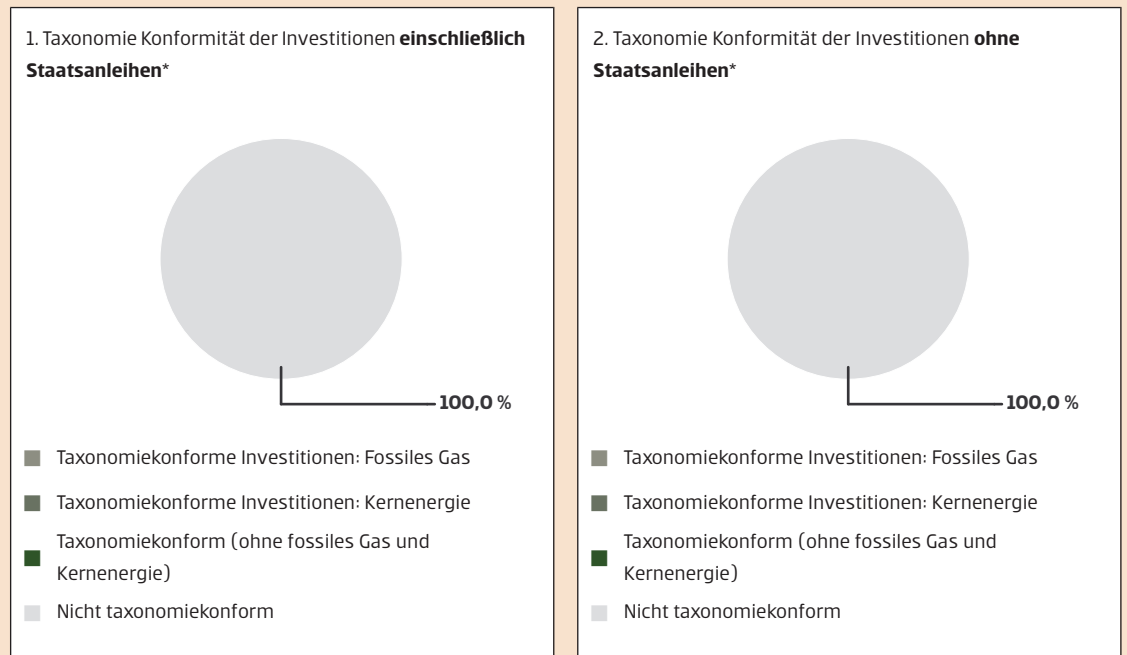 1. Taxonomie Konformität der Investitionen einschließlich
Staatsanleihen*
100,0 %
Taxonomiekonforme Investitionen: Fossiles Gas
Taxonomiekonforme Investitionen: Kernenergie
Taxonomiekonform (ohne fossiles Gas und
Kernenergie)
Nicht taxonomiekonform
2. Taxonomie Konformität der Investitionen ohne
Staatsanleihen*
100,0 %
Taxonomiekonforme Investitionen: Fossiles Gas
Taxonomiekonforme Investitionen: Kernenergie
Taxonomiekonform (ohne fossiles Gas und
Kernenergie)
Nicht taxonomiekonform